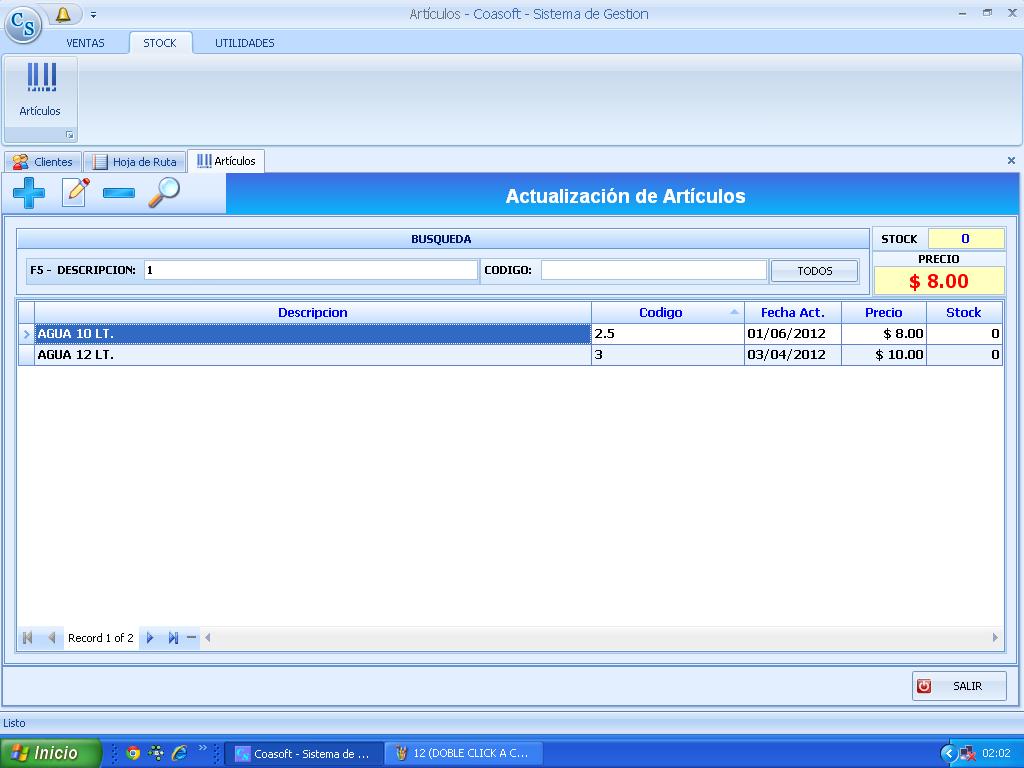 Artículos - Coasoft - Sistema de Gestion
CS
VENTAS STOCK UTILIDADES
Artículos
Clientes Hoja de Ruta Artículos
Actualización de Artículos
BUSQUEDA
STOCK 0
F5 - DESCRIPCION: 1 CODIGO: TODOS
PRECIO
$ 8.00
Descripcion Codigo Fecha Act. Precio Stock
AGUA 10 LT. 2.5 01/06/2012 $ 8.00 0
AGUA 12 LT. 3 03/04/2012 $ 10.00 0
Record 1 of 2
SALIR
Listo
Inicio Coasoft - Sistema de ... 12 (DOBLE CLICK A C... 02:02